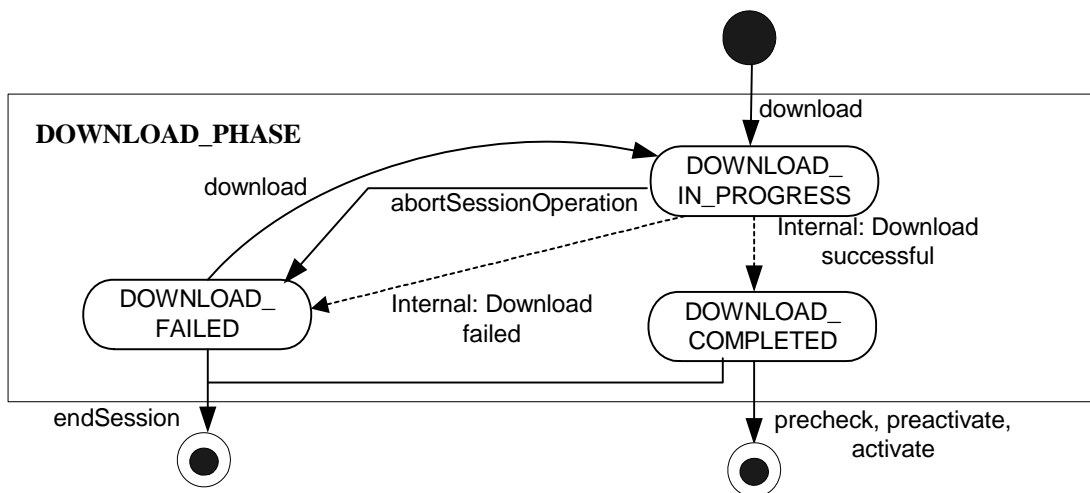 download
DOWNLOAD_PHASE
DOWNLOAD_
IN_PROGRESS
download
abortSessionOperation
Internal: Download
successful
DOWNLOAD_
FAILED
Internal: Download
failed
DOWNLOAD_
COMPLETED
endSession
precheck, preactivate,
activate